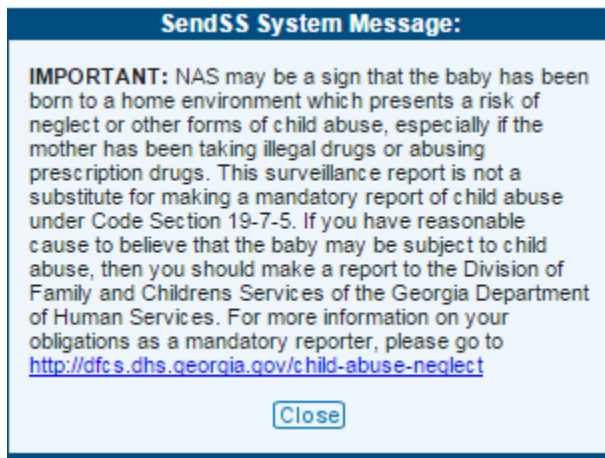 SendSS System Message:
IMPORTANT: NAS may be a sign that the baby has been
born to a home environment which presents a risk of
neglect or other forms of child abuse, especially if the
mother has been taking illegal drugs or abusing
prescription drugs. This surveillance report is not a
substitute for making a mandatory report of child abuse
under Code Section 19-7-5. If you have reasonable
cause to believe that the baby may be subject to child
abuse, then you should make a report to the Division of
Family and Childrens Services of the Georgia Department
of Human Services. For more information on your
obligations as a mandatory reporter, please go to
http://dfcs.dhs.georgia.gov/child-abuse-neglect
Close